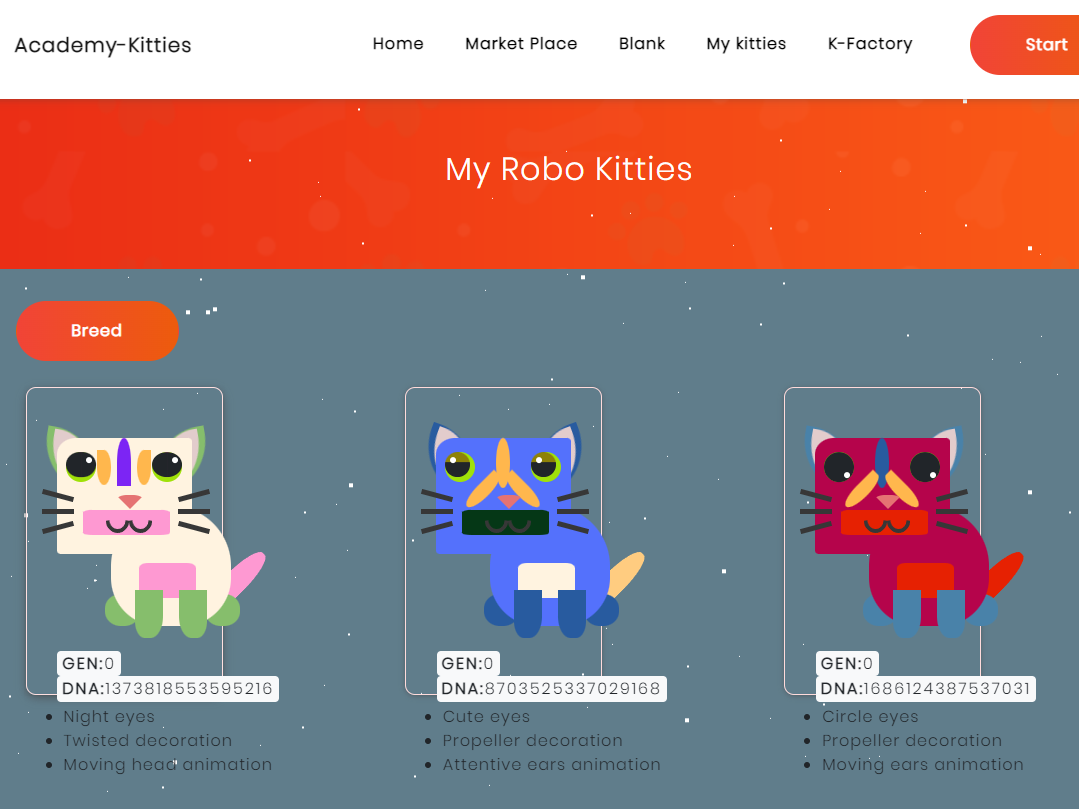 Academy-Kitties Home Market Place Blank My kitties K-Factory Start
My Robo Kitties
Breed
GEN:0 GEN:0 GEN:0
DNA:1373818553595216 DNA:8703525337029168 DNA:1686124387537031
Night eyes Cute eyes Circle eyes
Twisted decoration Propeller decoration Propeller decoration
Moving head animation Attentive ears animation Moving ears animation